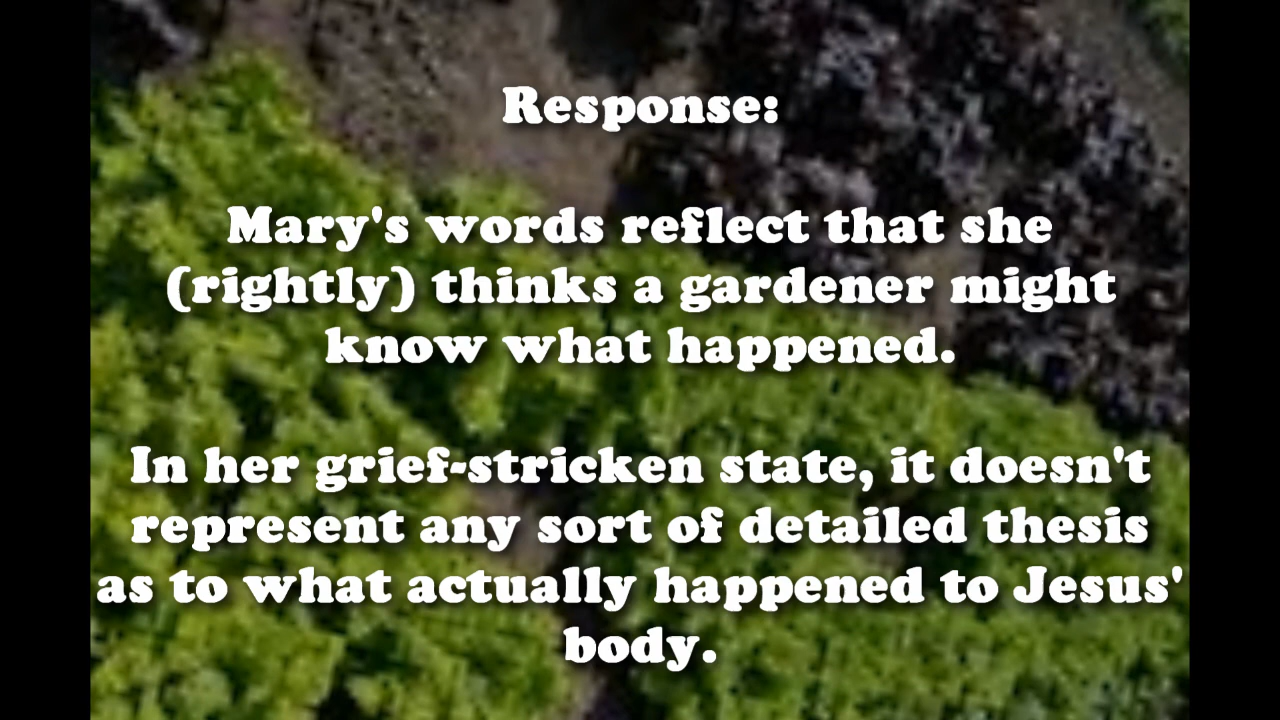 Response:
Mary's words reflect that she
(rightly) thinks a gardener might
know what happened.
In her grief-stricken state, it doesn't
represent any sort of detailed thesis
as to what actually happened to Jesus'
body.